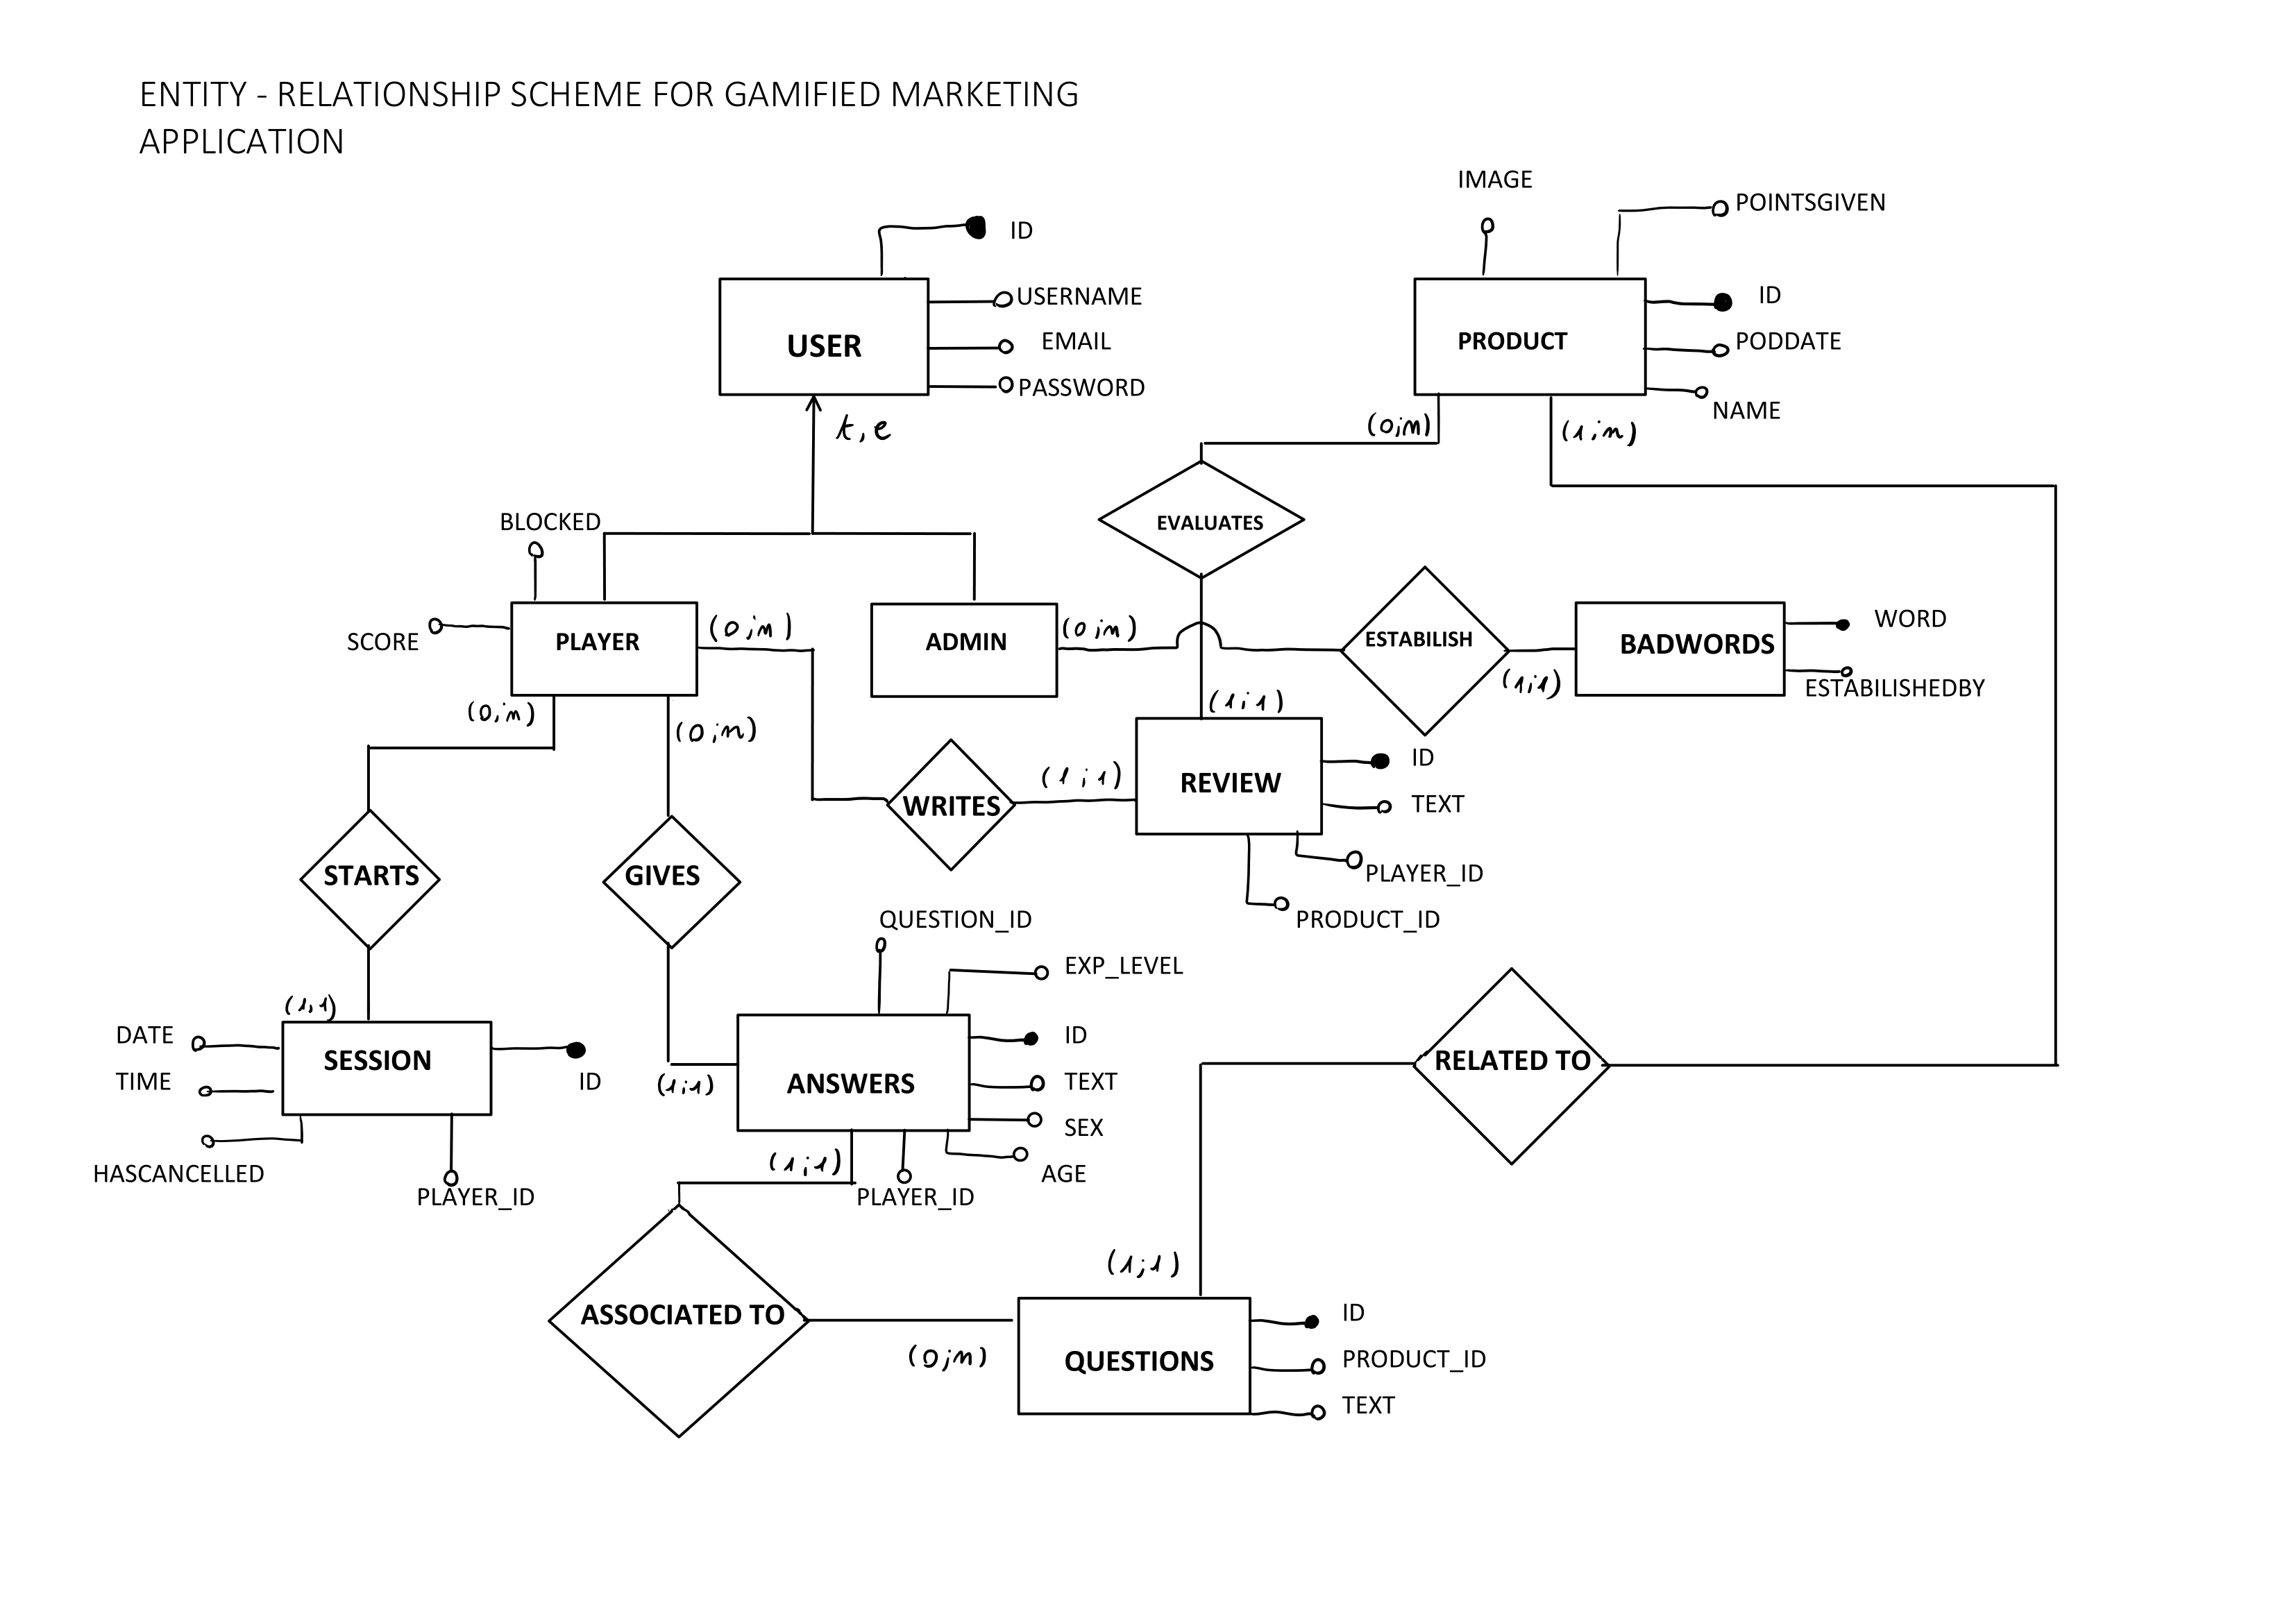 ENTITY - RELATIONSHIP SCHEME FOR GAMIFIED MARKETING
APPLICATION
IMAGE
POINTSGIVEN
ID
USERNAME
USER
EMAIL
PASSWORD
ID
PRODUCT
PODDATE
NAME
t, e
(0;n)
(1;n)
EVALUATES
BLOCKED
SCORE
PLAYER
(0;n)
ADMIN
(0;n)
ESTABILISH
(1;1)
BADWORDS
WORD
ESTABILISHEDBY
(0;n)
(0;n)
(1;1)
WRITES
(1;1)
REVIEW
ID
TEXT
PLAYER_ID
PRODUCT_ID
STARTS
GIVES
QUESTION_ID
EXP_LEVEL
(1;1)
DATE
SESSION
TIME
ID
HASCANCELLED
PLAYER_ID
(1;1)
ANSWERS
ID
TEXT
SEX
AGE
PLAYER_ID
(1;1)
RELATED TO
ASSOCIATED TO
(0;n)
(1;1)
QUESTIONS
ID
PRODUCT_ID
TEXT